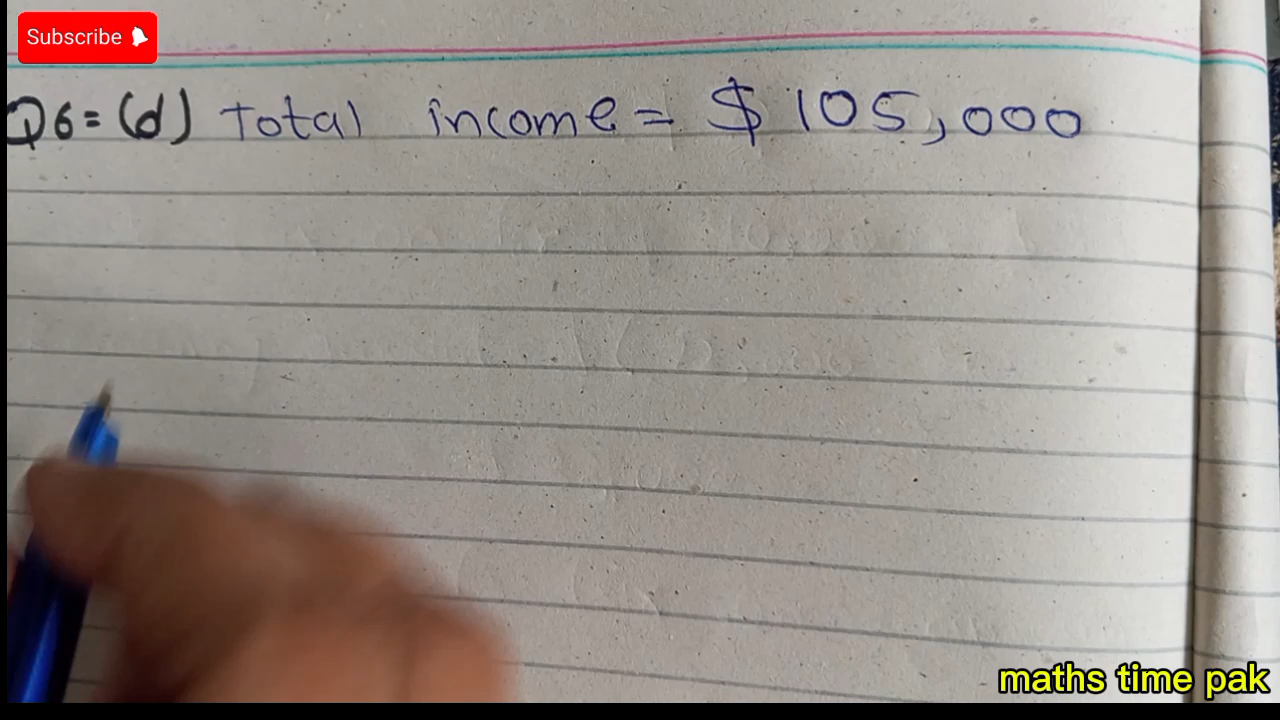 Subscribe
Q6= (d) Total income = $ 105,000
maths time pak